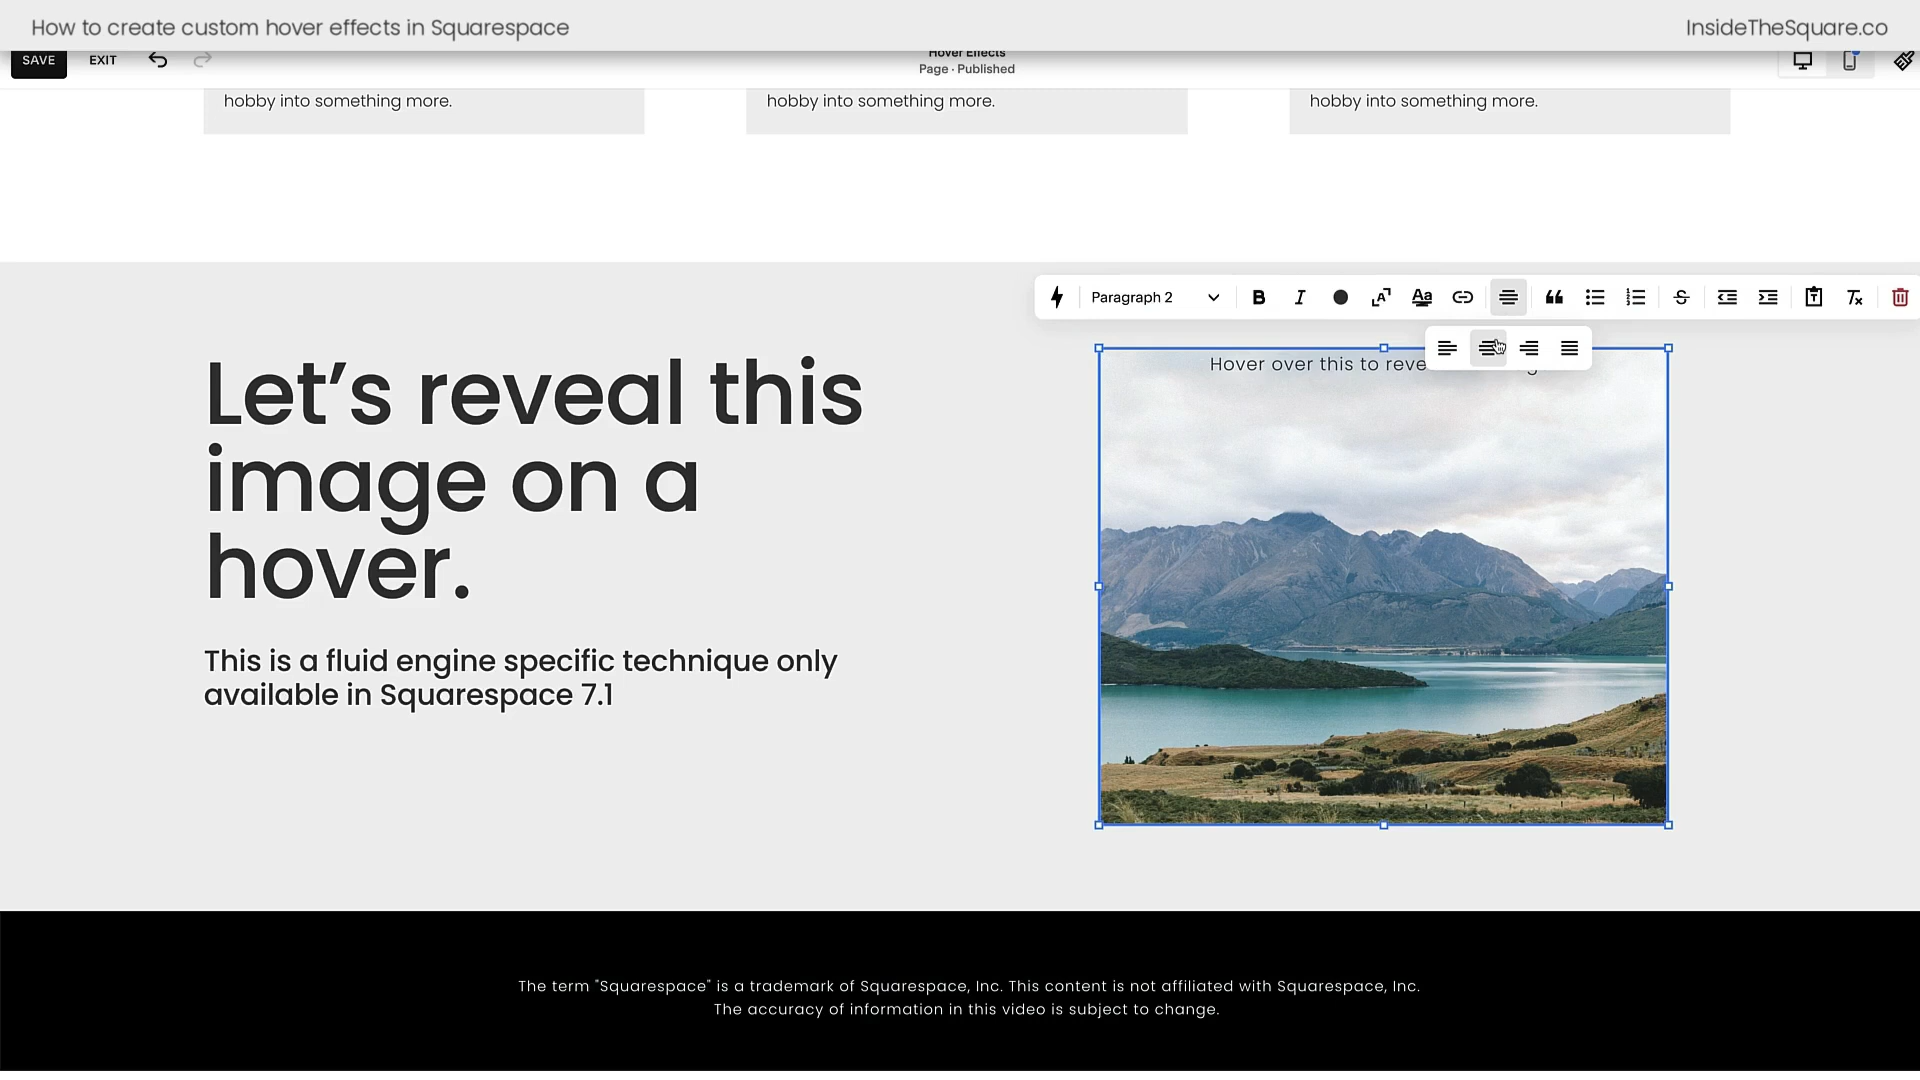 How to create custom hover effects in Squarespace
InsideTheSquare.co
SAVE
EXIT
Hover Effects
Page · Published
hobby into something more.
hobby into something more.
hobby into something more.
Paragraph 2
Let’s reveal this
image on a
hover.
Hover over this to
This is a fluid engine specific technique only
available in Squarespace 7.1
The term "Squarespace" is a trademark of Squarespace, Inc. This content is not affiliated with Squarespace, Inc.
The accuracy of information in this video is subject to change.